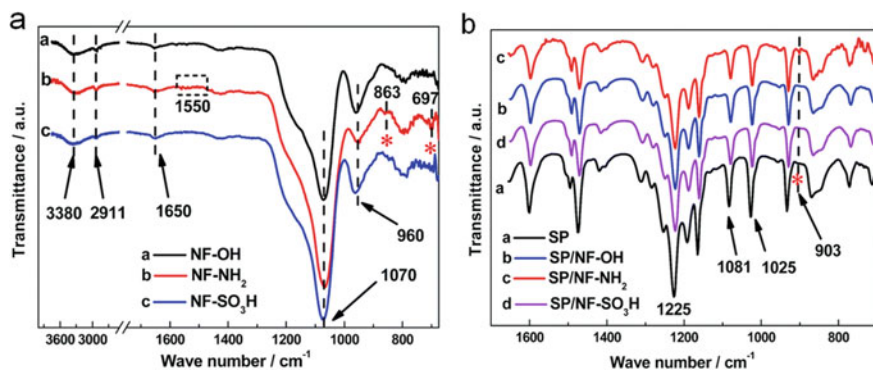 a
Transmittance / a.u.
a
b
c
1550
863
697
*
*
3380
2911
1650
960
1070
a NF-OH
b NF-NH2
c NF-SO3H
3600 3000 1600 1400 1200 1000 800
Wave number / cm-1
b
Transmittance / a.u.
c
b
d
a
*
1081
1025
903
1225
a SP
b SP/NF-OH
c SP/NF-NH2
d SP/NF-SO3H
1600 1400 1200 1000 800
Wave number / cm-1